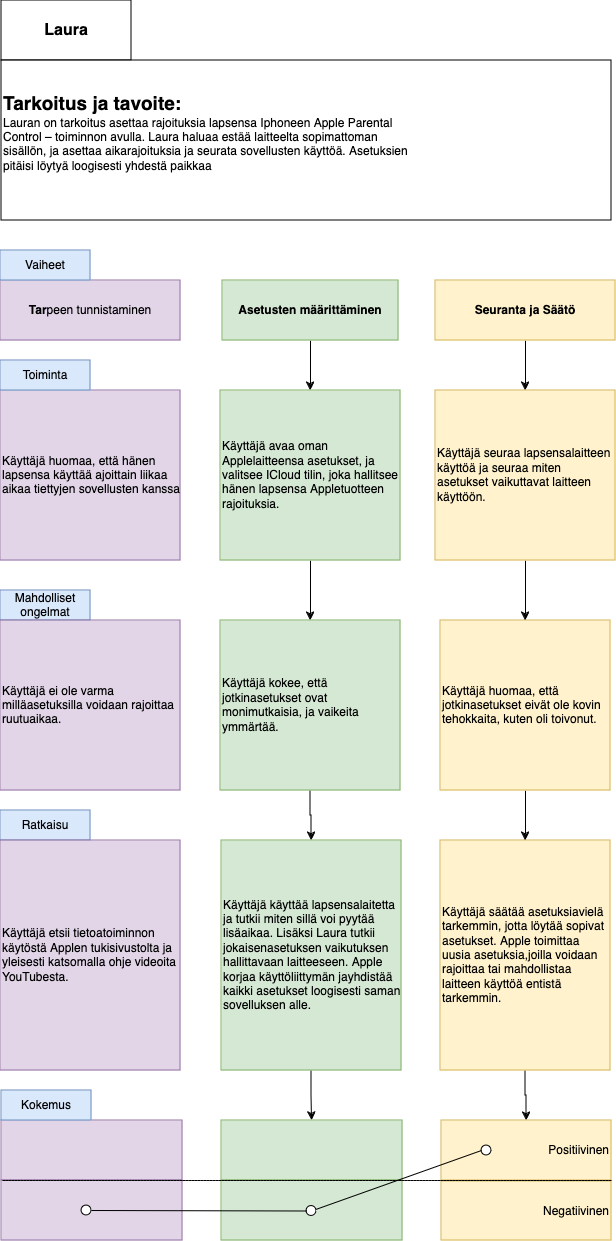 Laura
Tarkoitus ja tavoite:
Lauran on tarkoitus asettaa rajoituksia lapsensa Iphoneen Apple Parental
Control – toiminnon avulla. Laura haluaa estää laitteelta sopimattoman
sisällön, ja asettaa aikarajoituksia ja seurata sovellusten käyttöä. Asetuksien
pitäisi löytyä loogisesti yhdestä paikkaa
Vaiheet
Tarpeen tunnistaminen
Asetusten määrittäminen
Seuranta ja Säätö
Toiminta
Käyttäjä huomaa, että hänen
lapsensa käyttää ajoittain liikaa
aikaa tiettyjen sovellusten kanssa
Käyttäjä avaa oman
Applelaitteensa asetukset, ja
valitsee ICloud tilin, joka hallitsee
hänen lapsensa Appletuotteen
rajoituksia.
Käyttäjä seuraa lapsensalaitteen
käyttöä ja seuraa miten
asetukset vaikuttavat laitteen
käyttöön.
Mahdolliset
ongelmat
Käyttäjä ei ole varma
milläasetuksilla voidaan rajoittaa
ruutuaikaa.
Käyttäjä kokee, että
jotkinasetukset ovat
monimutkaisia, ja vaikeita
ymmärtää.
Käyttäjä huomaa, että
jotkinasetukset eivät ole kovin
tehokkaita, kuten oli toivonut.
Ratkaisu
Käyttäjä etsii tietoatoiminnon
käytöstä Applen tukisivustolta ja
yleisesti katsomalla ohje videoita
YouTubesta.
Käyttäjä käyttää lapsensalaitetta
ja tutkii miten sillä voi pyytää
lisäaikaa. Lisäksi Laura tutkii
jokaisenasetuksen vaikutuksen
hallittavaan laitteeseen. Apple
korjaa käyttöliittymän jayhdistää
kaikki asetukset loogisesti saman
sovelluksen alle.
Käyttäjä säätää asetuksiavielä
tarkemmin, jotta löytää sopivat
asetukset. Apple toimittaa
uusia asetuksia,joilla voidaan
rajoittaa tai mahdollistaa
laitteen käyttöä entistä
tarkemmin.
Kokemus
Positiivinen
Negatiivinen